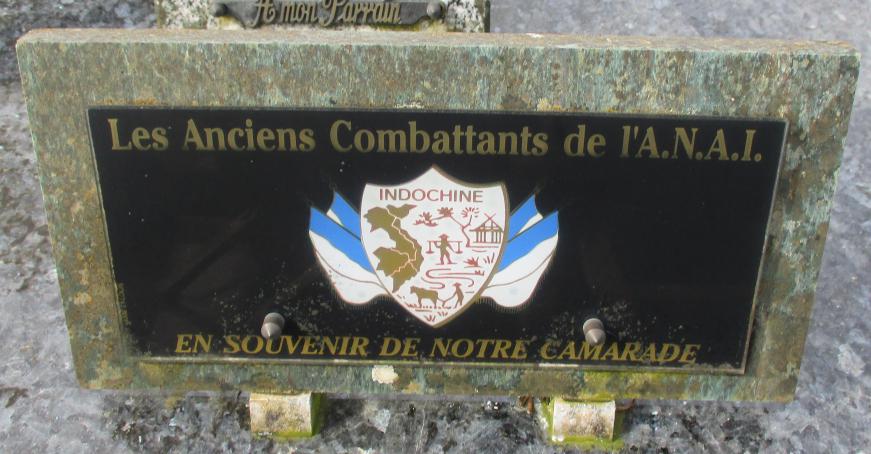 A mon Parrain
Les Anciens Combattants de l'A.N.A.I.
INDOCHINE
EN SOUVENIR DE NOTRE CAMARADE